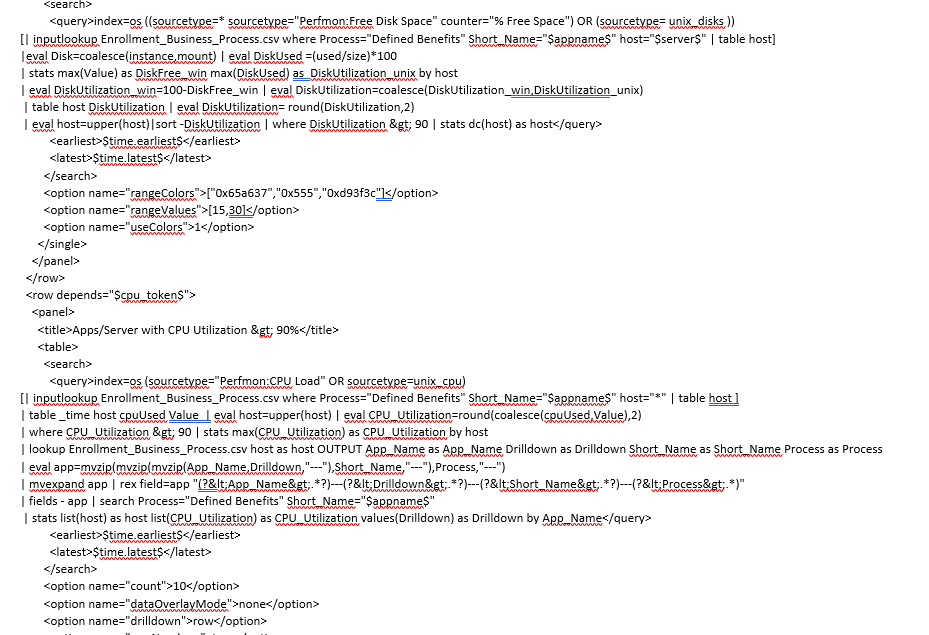 <search>
<query>index=os ((sourcetype=* sourcetype="Perfmon:Free Disk Space" counter="% Free Space") OR (sourcetype= unix_disks ))
[| inputlookup Enrollment_Business_Process.csv where Process="Defined Benefits" Short_Name="$appname$" host="$server$" | table host]
|eval Disk=coalesce(instance,mount) | eval DiskUsed =(used/size)*100
| stats max(Value) as DiskFree_win max(DiskUsed) as DiskUtilization_unix by host
| eval DiskUtilization_win=100-DiskFree_win | eval DiskUtilization=coalesce(DiskUtilization_win,DiskUtilization_unix)
| table host DiskUtilization | eval DiskUtilization= round(DiskUtilization,2)
| eval host=upper(host)|sort -DiskUtilization | where DiskUtilization &gt; 90 | stats dc(host) as host</query>
<earliest>$time.earliest$</earliest>
<latest>$time.latest$</latest>
</search>
<option name="rangeColors">["0x65a637","0x555","0xd93f3c"]</option>
<option name="rangeValues">[15,30]</option>
<option name="useColors">1</option>
</single>
</panel>
</row>
<row depends="$cpu_token$">
<panel>
<title>Apps/Server with CPU Utilization &gt; 90%</title>
<table>
<search>
<query>index=os (sourcetype="Perfmon:CPU Load" OR sourcetype=unix_cpu)
[| inputlookup Enrollment_Business_Process.csv where Process="Defined Benefits" Short_Name="$appname$" host="*" | table host ]
| table _time host cpuUsed Value | eval host=upper(host) | eval CPU_Utilization=round(coalesce(cpuUsed,Value),2)
| where CPU_Utilization &gt; 90 | stats max(CPU_Utilization) as CPU_Utilization by host
| lookup Enrollment_Business_Process.csv host as host OUTPUT App_Name as App_Name Drilldown as Drilldown Short_Name as Short_Name Process as Process
| eval app=mvzip(mvzip(mvzip(App_Name,Drilldown,"---"),Short_Name,"---"),Process,"---")
| mvexpand app | rex field=app "(?&lt;App_Name&gt;.*?)---(?&lt;Drilldown&gt;.*?)---(?&lt;Short_Name&gt;.*?)---(?&lt;Process&gt;.*)"
| fields - app | search Process="Defined Benefits" Short_Name="$appname$"
| stats list(host) as host list(CPU_Utilization) as CPU_Utilization values(Drilldown) as Drilldown by App_Name</query>
<earliest>$time.earliest$</earliest>
<latest>$time.latest$</latest>
</search>
<option name="count">10</option>
<option name="dataOverlayMode">none</option>
<option name="drilldown">row</option>